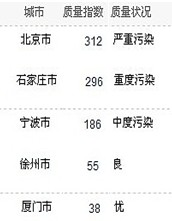 城市 质量指数 质量状况
北京市 312 严重污染
石家庄市 296 重度污染
宁波市 186 中度污染
徐州市 55 良
厦门市 38 优